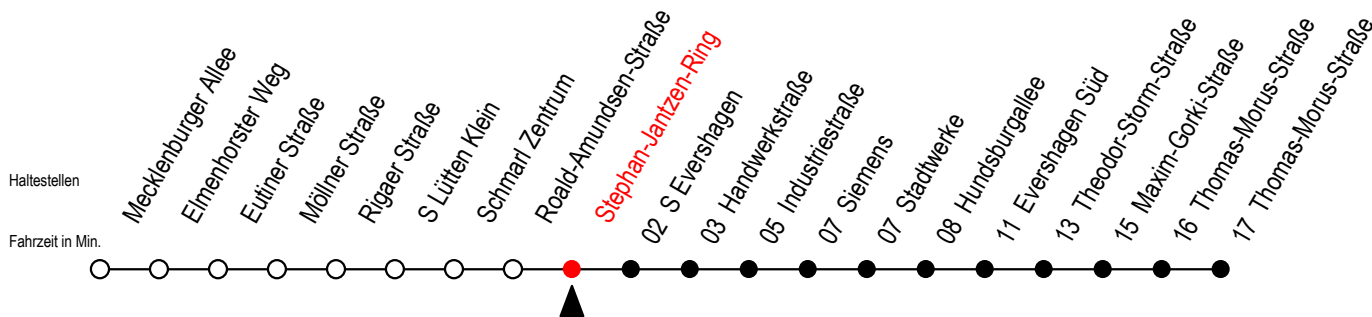 Haltestellen
Fahrzeit in Min.
Mecklenburger Allee
Elmenhorster Weg
Eutiner Straße
Möllner Straße
Rigaer Straße
S Lütten Klein
Schmarl Zentrum
Roald-Amundsen-Straße
Stephan-Jantzen-Ring
02 S Evershagen
03 Handwerkstraße
05 Industriestraße
07 Siemens
07 Stadtwerke
08 Hundsburgallee
11 Evershagen Süd
13 Theodor-Storm-Straße
15 Maxim-Gorki-Straße
16 Thomas-Morus-Straße
17 Thomas-Morus-Straße